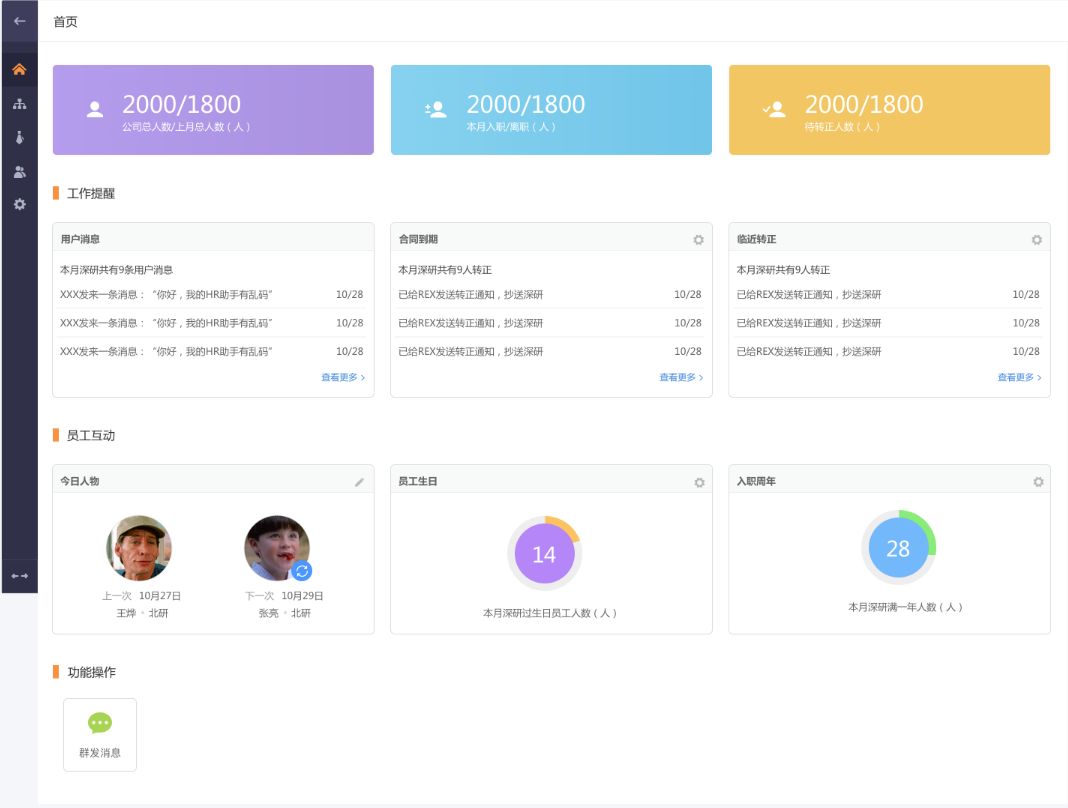 首页
2000/1800
公司总人数/上月总人数（人）
2000/1800
本月入职/离职（人）
2000/1800
待转正人数（人）
工作提醒
用户消息
本月深研共有9条用户消息
XXX发来一条消息：“你好，我的HR助手有乱码” 10/28
XXX发来一条消息：“你好，我的HR助手有乱码” 10/28
XXX发来一条消息：“你好，我的HR助手有乱码” 10/28
查看更多
合同到期
本月深研共有9人转正
已给REX发送转正通知，抄送深研 10/28
已给REX发送转正通知，抄送深研 10/28
已给REX发送转正通知，抄送深研 10/28
查看更多
临近转正
本月深研共有9人转正
已给REX发送转正通知，抄送深研 10/28
已给REX发送转正通知，抄送深研 10/28
已给REX发送转正通知，抄送深研 10/28
查看更多
员工互动
今日人物
上一次 10月27日
王烨 • 北研
下一次 10月29日
张亮 • 北研
员工生日
14
本月深研过生日员工人数（人）
入职周年
28
本月深研满一年人数（人）
功能操作
群发消息